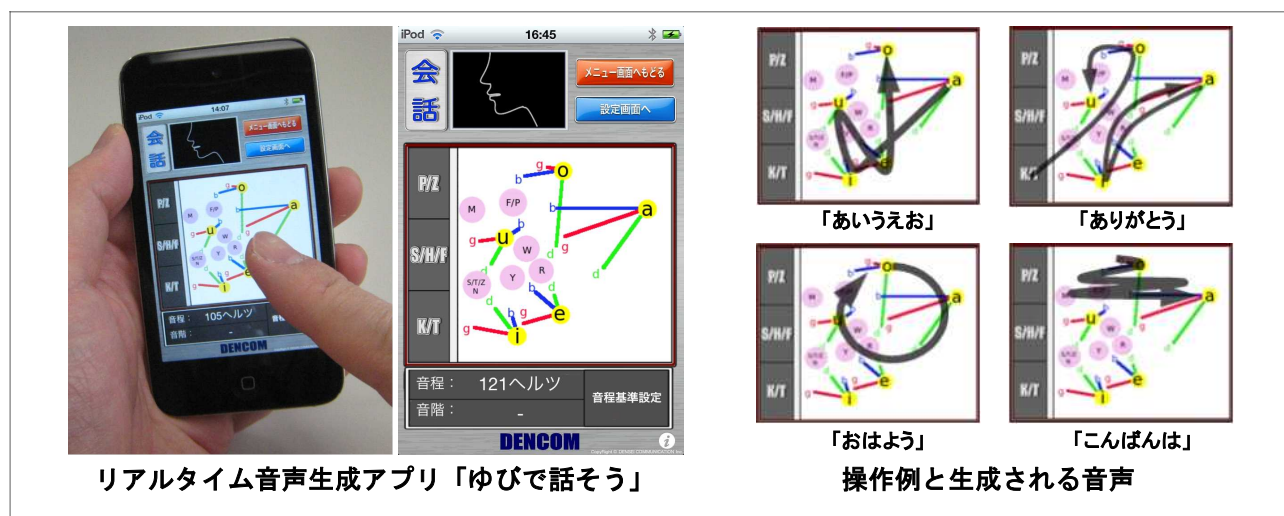 iPod
16:45
会話
メニュー画面へもどる
設定画面へ
P/Z
S/H/F
K/T
g
o
b
M
F/P
b
a
b
g
u
g
W
d
d
S/T/Z
N
Y
R
d
b
b
g
e
g
i
音程： 121ヘルツ
音階： -
音程基準設定
DENCOM
iPod
14:07
会話
メニュー画面へもどる
設定画面へ
P/Z
S/H/F
K/T
g
o
b
M
F/P
b
a
u
g
W
S/T/Z
N
Y
R
d
g
e
i
音程： 105ヘルツ
音階： -
DENCOM
リアルタイム音声生成アプリ「ゆびで話そう」
P/Z
S/H/F
K/T
M
F/P
o
b
a
u
g
W
R
d
i
「あいうえお」
P/Z
S/H/F
o
b
a
u
g
Y
d
e
「ありがとう」
P/Z
S/H/F
K/T
o
b
a
u
g
W
Y
R
d
e
i
「おはよう」
P/Z
S/H/F
K/T
a
u
g
W
Y
R
d
e
i
「こんばんは」
操作例と生成される音声